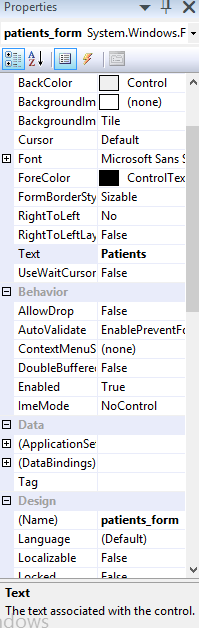 Properties
patients_form System.Windows.F
BackColor Control
BackgroundIm (none)
BackgroundIm Tile
Cursor Default
Font Microsoft Sans S
ForeColor ControlTex
FormBorderSty Sizable
RightToLeft No
RightToLeftLay False
Text Patients
UseWaitCursor False
Behavior
AllowDrop False
AutoValidate EnablePreventFo
ContextMenuS (none)
DoubleBuffered False
Enabled True
ImeMode NoControl
Data
(ApplicationSet
(DataBindings)
Tag
Design
(Name) patients_form
Language (Default)
Localizable False
Locked False
Text
The text associated with the control.
ndows